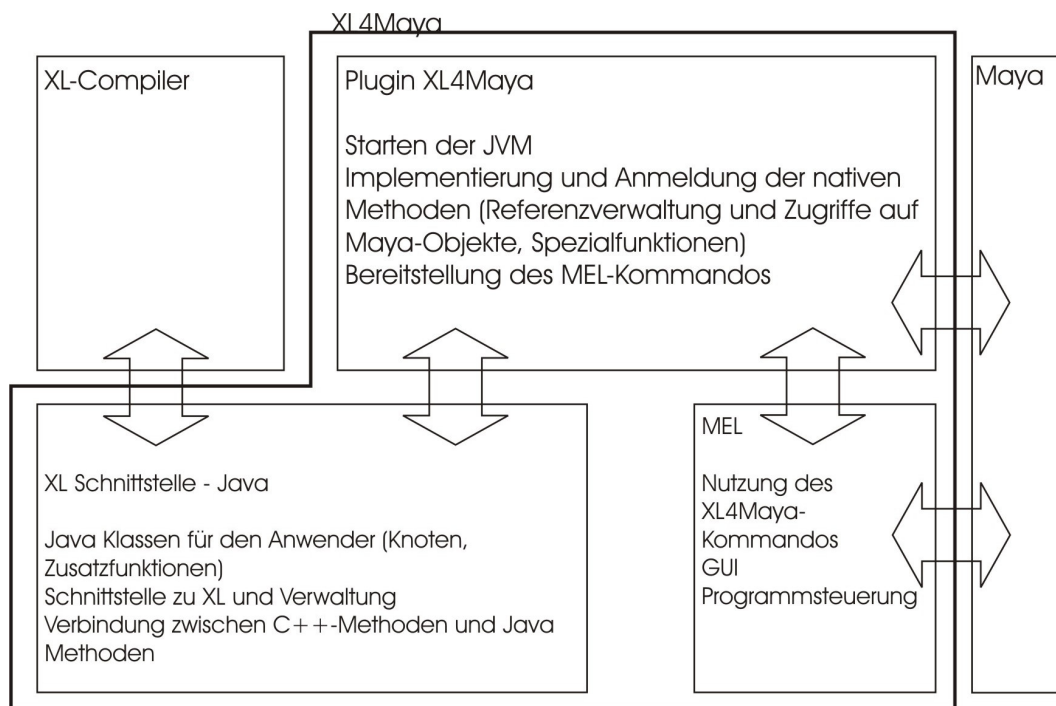 XL4Maya
XL-Compiler
Plugin XL4Maya
Starten der JVM
Implementierung und Anmeldung der nativen
Methoden (Referenzverwaltung und Zugriffe auf
Maya-Objekte, Spezialfunktionen)
Bereitstellung des MEL-Kommandos
Maya
XL Schnittstelle - Java
Java Klassen für den Anwender (Knoten,
Zusatzfunktionen)
Schnittstelle zu XL und Verwaltung
Verbindung zwischen C++-Methoden und Java
Methoden
MEL
Nutzung des
XL4Maya-
Kommandos
GUI
Programmsteuerung